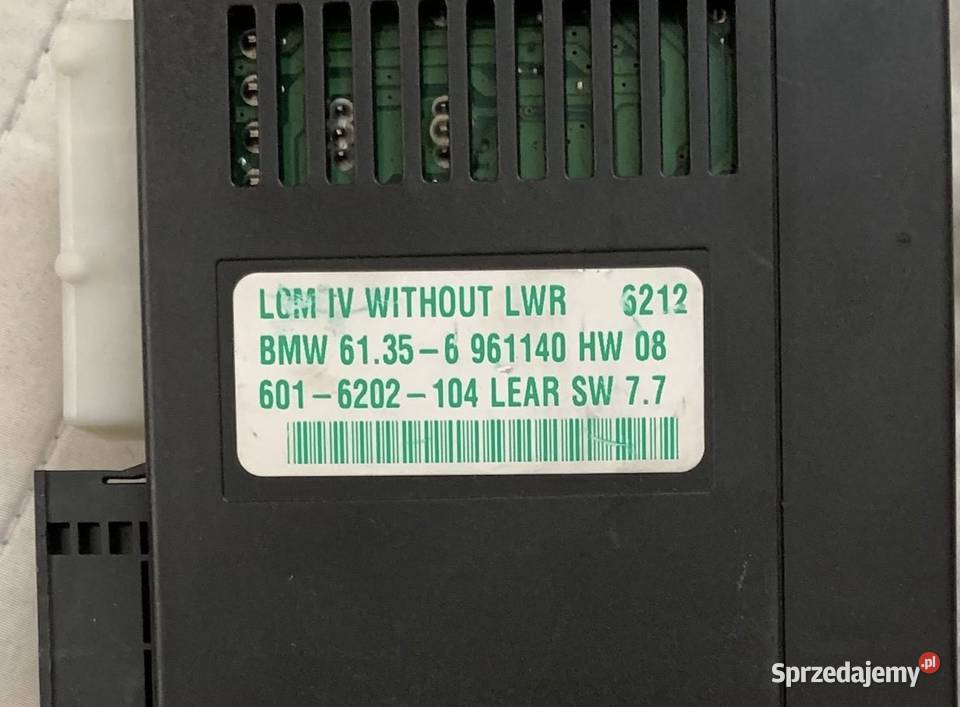 LCM IV WITHOUT LWR 6212
BMW 61.35-6 961140 HW 08
601-6202-104 LEAR SW 7.7
Sprzedajemy.pl